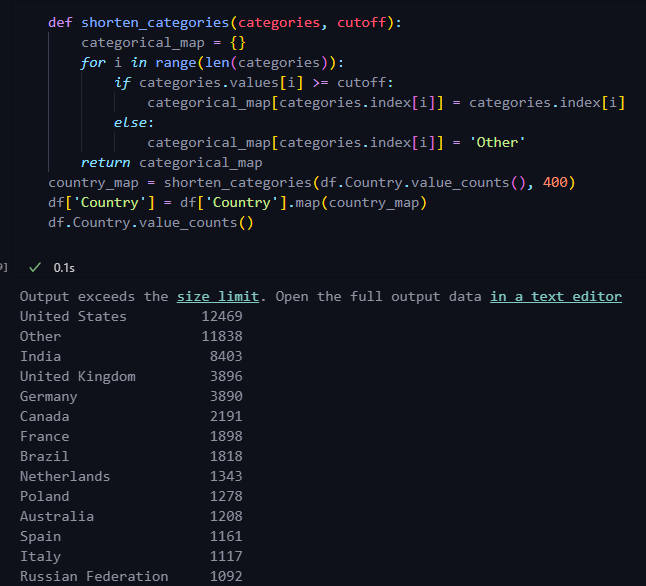 def shorten_categories(categories, cutoff):
    categorical_map = {}
    for i in range(len(categories)):
        if categories.values[i] >= cutoff:
            categorical_map[categories.index[i]] = categories.index[i]
        else:
            categorical_map[categories.index[i]] = 'Other'
    return categorical_map
country_map = shorten_categories(df.Country.value_counts(), 400)
df['Country'] = df['Country'].map(country_map)
df.Country.value_counts()
9] ✓ 0.1s
Output exceeds the size limit. Open the full output data in a text editor
United States 12469
Other 11838
India 8403
United Kingdom 3896
Germany 3890
Canada 2191
France 1898
Brazil 1818
Netherlands 1343
Poland 1278
Australia 1208
Spain 1161
Italy 1117
Russian Federation 1092